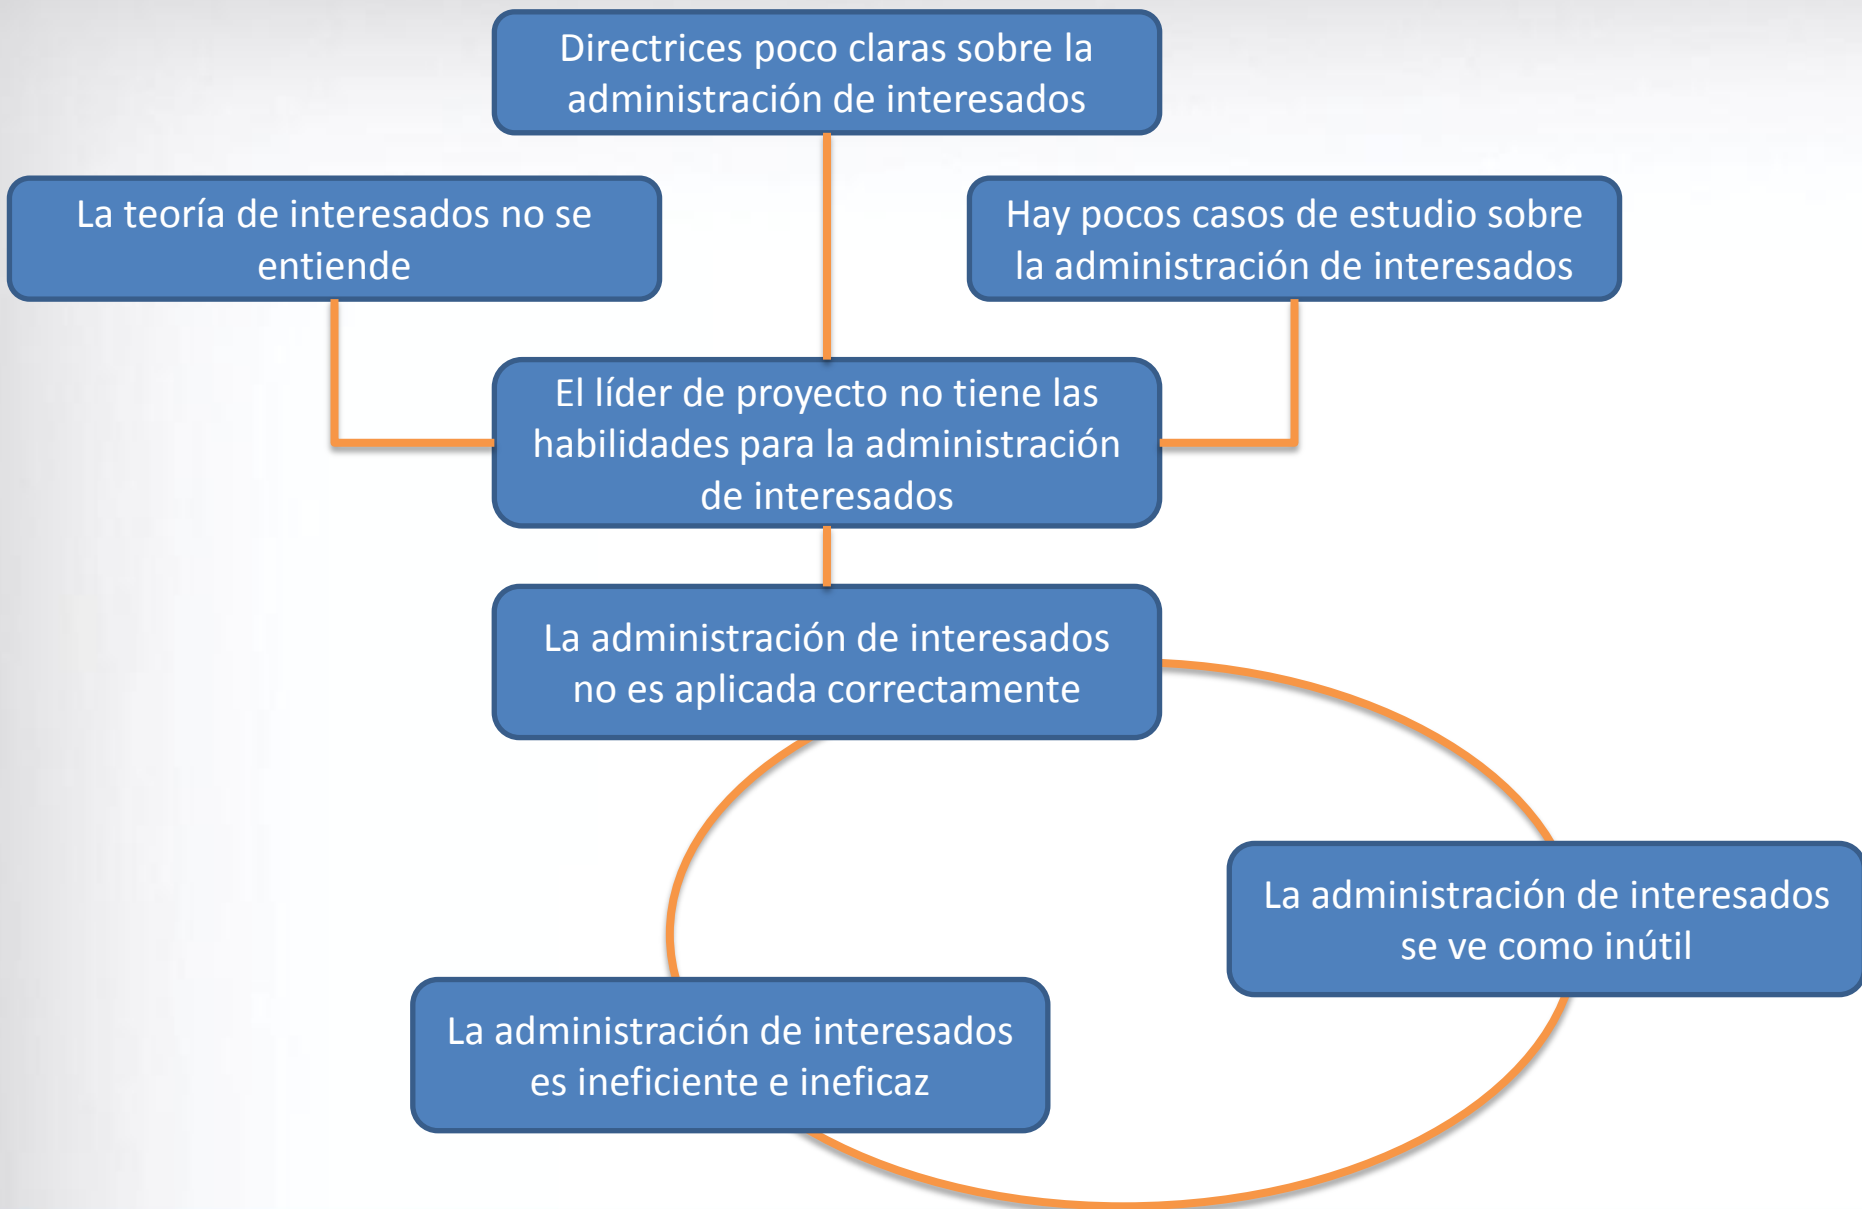 Directrices poco claras sobre la
administración de interesados
La teoría de interesados no se
entiende
Hay pocos casos de estudio sobre
la administración de interesados
El líder de proyecto no tiene las
habilidades para la administración
de interesados
La administración de interesados
no es aplicada correctamente
La administración de interesados
se ve como inútil
La administración de interesados
es ineficiente e ineficaz